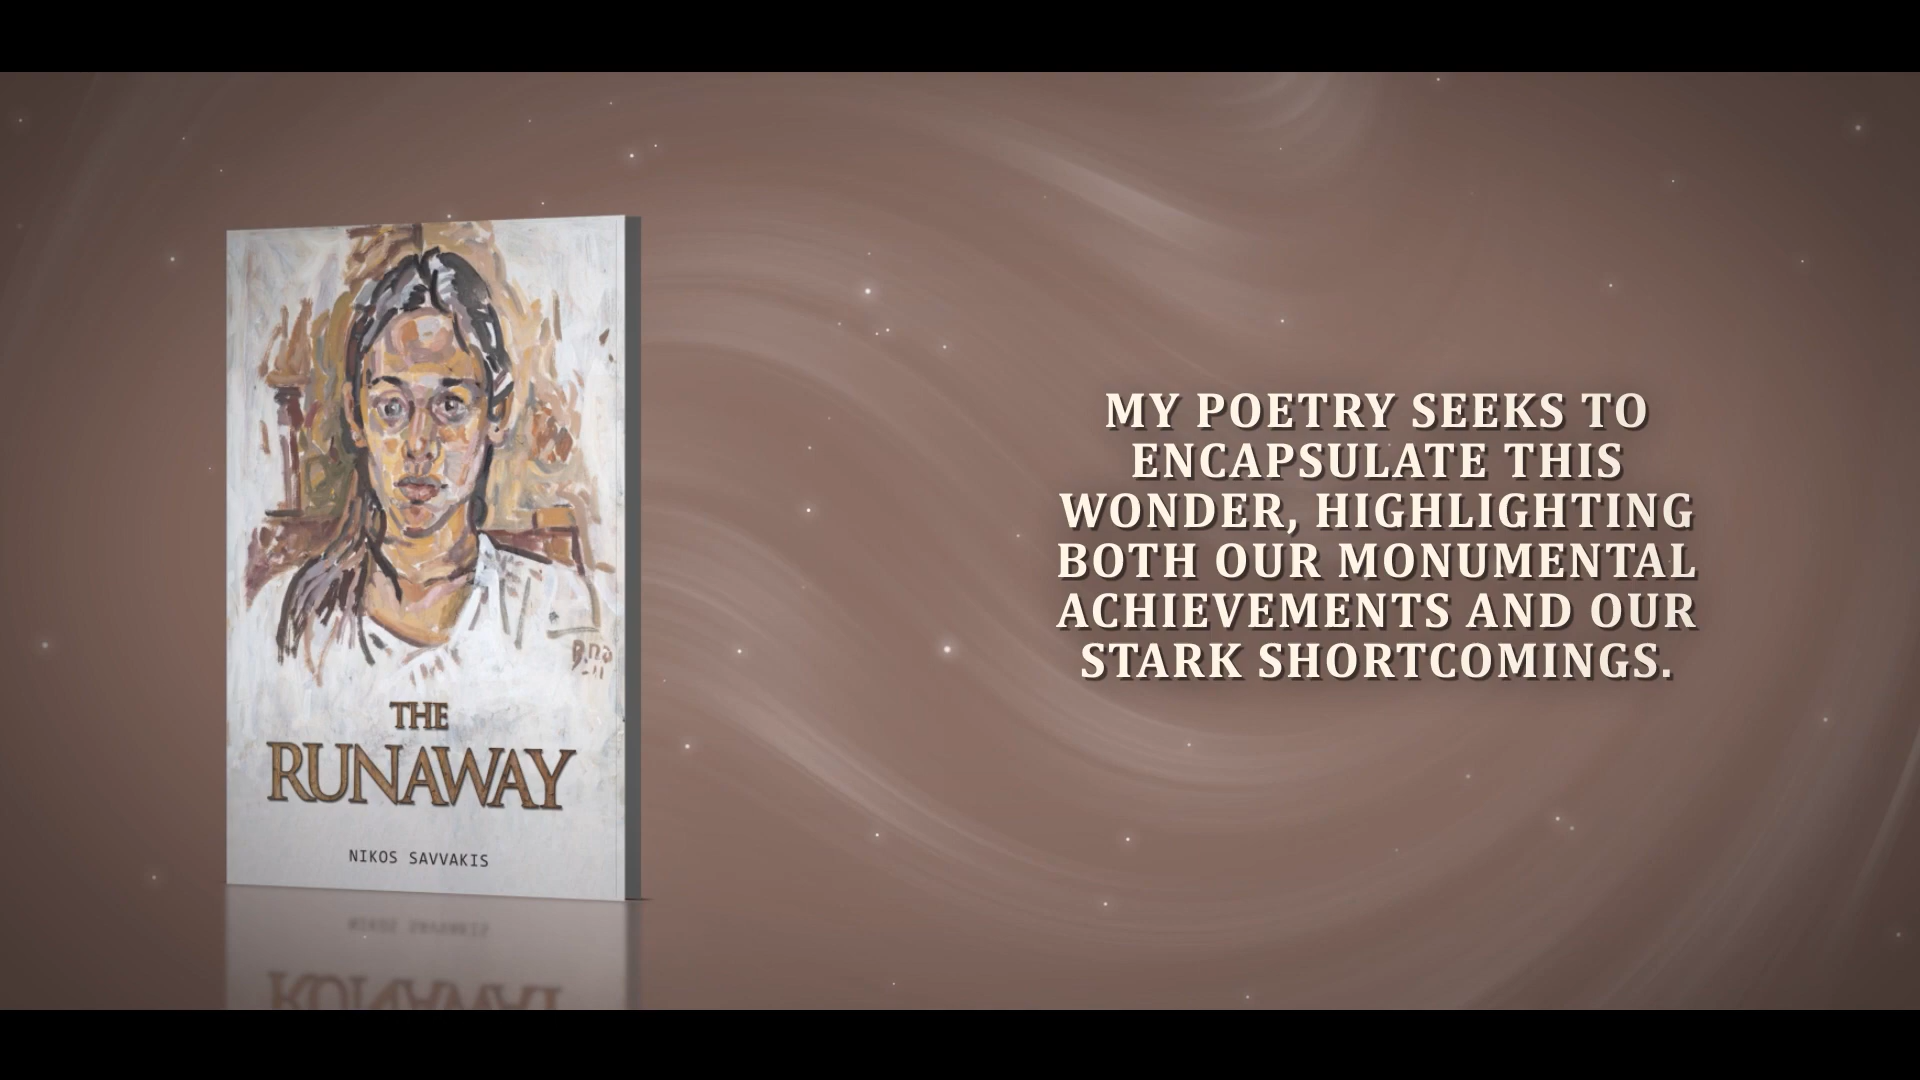 THE
RUNAWAY
NIKOS SAVVAKIS
MY POETRY SEEKS TO
ENCAPSULATE THIS
WONDER, HIGHLIGHTING
BOTH OUR MONUMENTAL
ACHIEVEMENTS AND OUR
STARK SHORTCOMINGS.